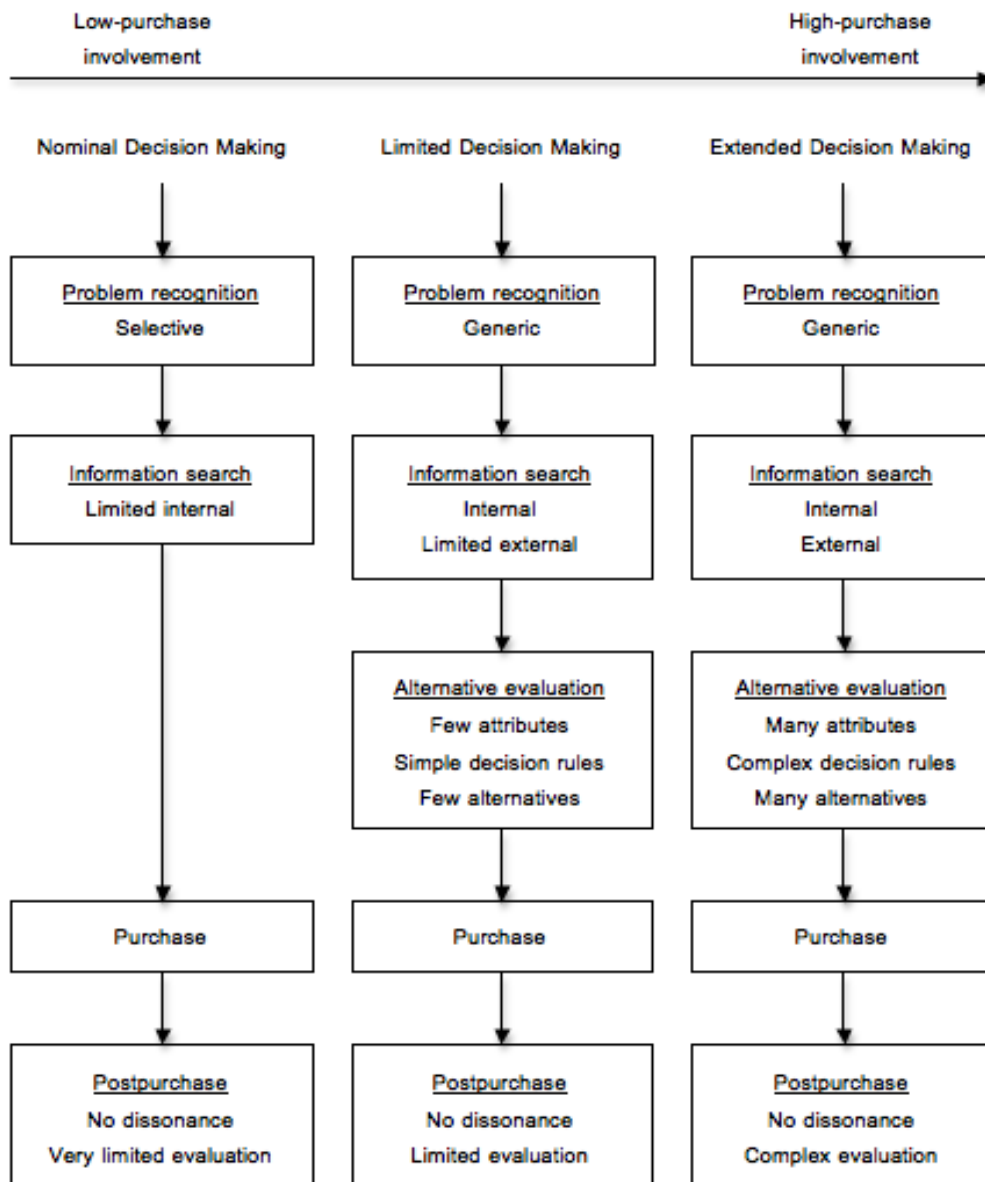 Low-purchase
involvement
High-purchase
involvement
Nominal Decision Making
Limited Decision Making
Extended Decision Making
Problem recognition
Selective
Problem recognition
Generic
Problem recognition
Generic
Information search
Limited internal
Information search
Internal
Limited external
Information search
Internal
External
Alternative evaluation
Few attributes
Simple decision rules
Few alternatives
Alternative evaluation
Many attributes
Complex decision rules
Many alternatives
Purchase
Purchase
Purchase
Postpurchase
No dissonance
Very limited evaluation
Postpurchase
No dissonance
Limited evaluation
Postpurchase
No dissonance
Complex evaluation